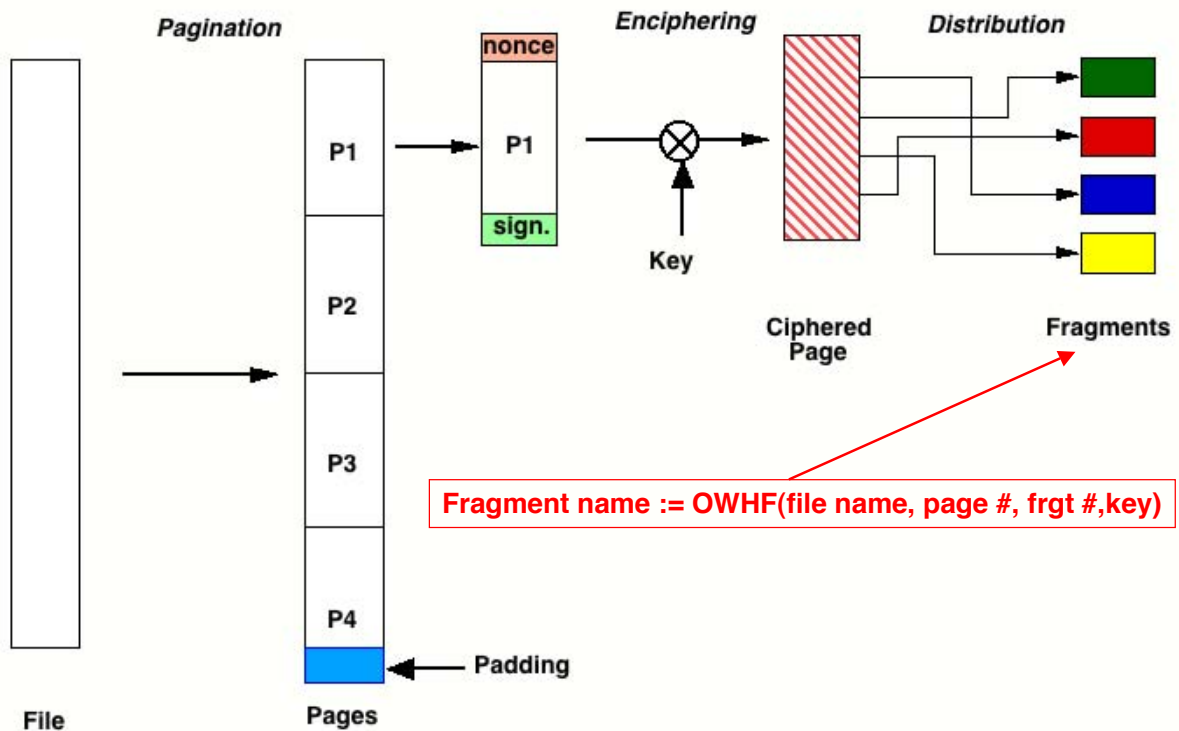 Pagination
Enciphering
Distribution
nonce
P1
P1
sign.
Key
P2
Ciphered
Page
Fragments
P3
Fragment name := OWHF(file name, page #, frgt #,key)
P4
Padding
File
Pages